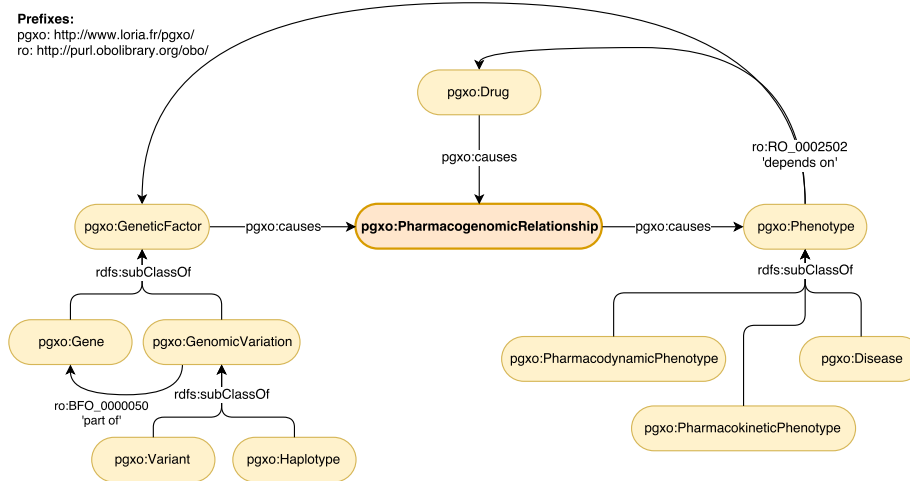 Prefixes:
pgxo: http://www.loria.fr/pgxo/
ro: http://purl.obolibrary.org/obo/
pgxo:Drug
pgxo:causes
ro:RO_0002502
'depends on'
pgxo:GeneticFactor
pgxo:causes
pgxo:PharmacogenomicRelationship
pgxo:causes
pgxo:Phenotype
rdfs:subClassOf
rdfs:subClassOf
pgxo:Gene
pgxo:GenomicVariation
pgxo:PharmacodynamicPhenotype
pgxo:Disease
rdfs:subClassOf
ro:BFO_0000050
'part of'
pgxo:PharmacokineticPhenotype
pgxo:Variant
pgxo:Haplotype